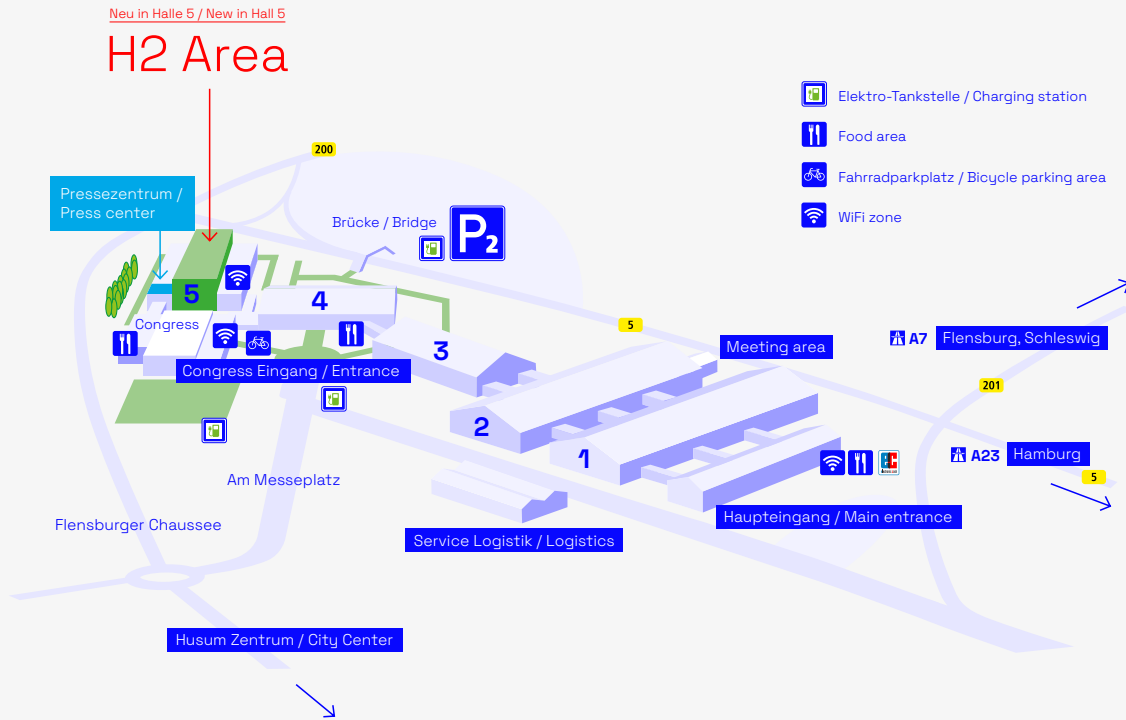 Neu in Halle 5 / New in Hall 5
H2 Area
Elektro-Tankstelle / Charging station
Food area
Fahrradparkplatz / Bicycle parking area
WiFi zone
200
Pressezentrum /
Press center
Brücke / Bridge
P2
5
4
Congress
3
Congress Eingang / Entrance
5
Meeting area
A7
Flensburg, Schleswig
201
2
1
A23
Hamburg
5
EC
Am Messeplatz
Flensburger Chaussee
Haupteingang / Main entrance
Service Logistik / Logistics
Husum Zentrum / City Center